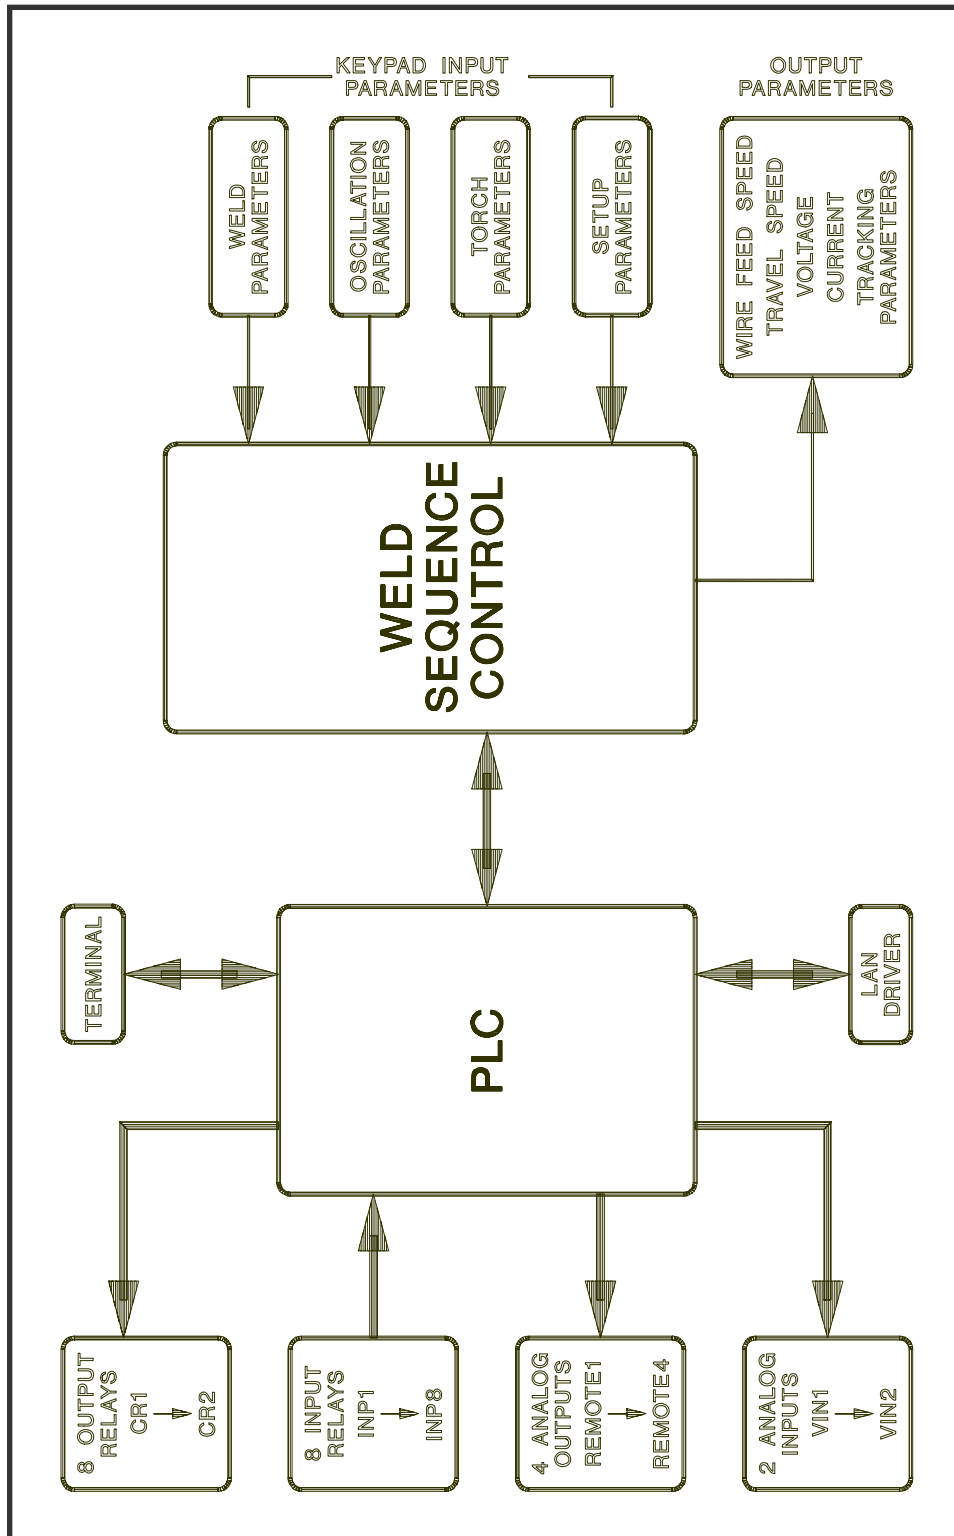 KEYPAD INPUT
PARAMETERS
OUTPUT
PARAMETERS
WELD
PARAMETERS
OSCILLATION
PARAMETERS
TORCH
PARAMETERS
SETUP
PARAMETERS
WIRE FEED SPEED
TRAVEL SPEED
VOLTAGE
CURRENT
TRACKING
PARAMETERS
WELD
SEQUENCE
CONTROL
TERMINAL
PLC
LAN
DRIVER
8 OUTPUT
RELAYS
CR1
CR2
8 INPUT
RELAYS
INP1
INP8
4 ANALOG
OUTPUTS
REMOTE1
REMOTE4
2 ANALOG
INPUTS
VIN1
VIN2